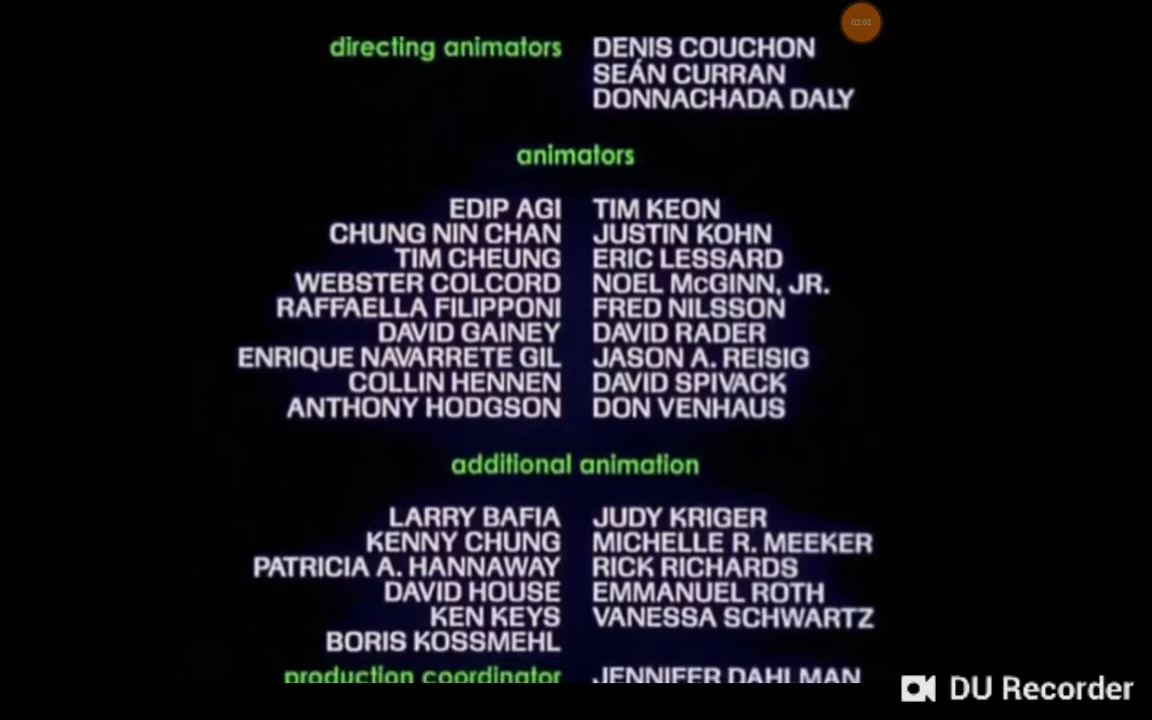 02:02
directing animators DENIS COUCHON
SEÁN CURRAN
DONNACHADA DALY
animators
EDIP AGI TIM KEON
CHUNG NIN CHAN JUSTIN KOHN
TIM CHEUNG ERIC LESSARD
WEBSTER COLCORD NOEL McGINN, JR.
RAFFAELLA FILIPPONI FRED NILSSON
DAVID GAINEY DAVID RADER
ENRIQUE NAVARRETE GIL JASON A. REISIG
COLLIN HENNEN DAVID SPIVACK
ANTHONY HODGSON DON VENHAUS
additional animation
LARRY BAFIA JUDY KRIGER
KENNY CHUNG MICHELLE R. MEEKER
PATRICIA A. HANNAWAY RICK RICHARDS
DAVID HOUSE EMMANUEL ROTH
KEN KEYS VANESSA SCHWARTZ
BORIS KOSSMEHL
production coordinator JENNIFER DAHLMAN
DU Recorder